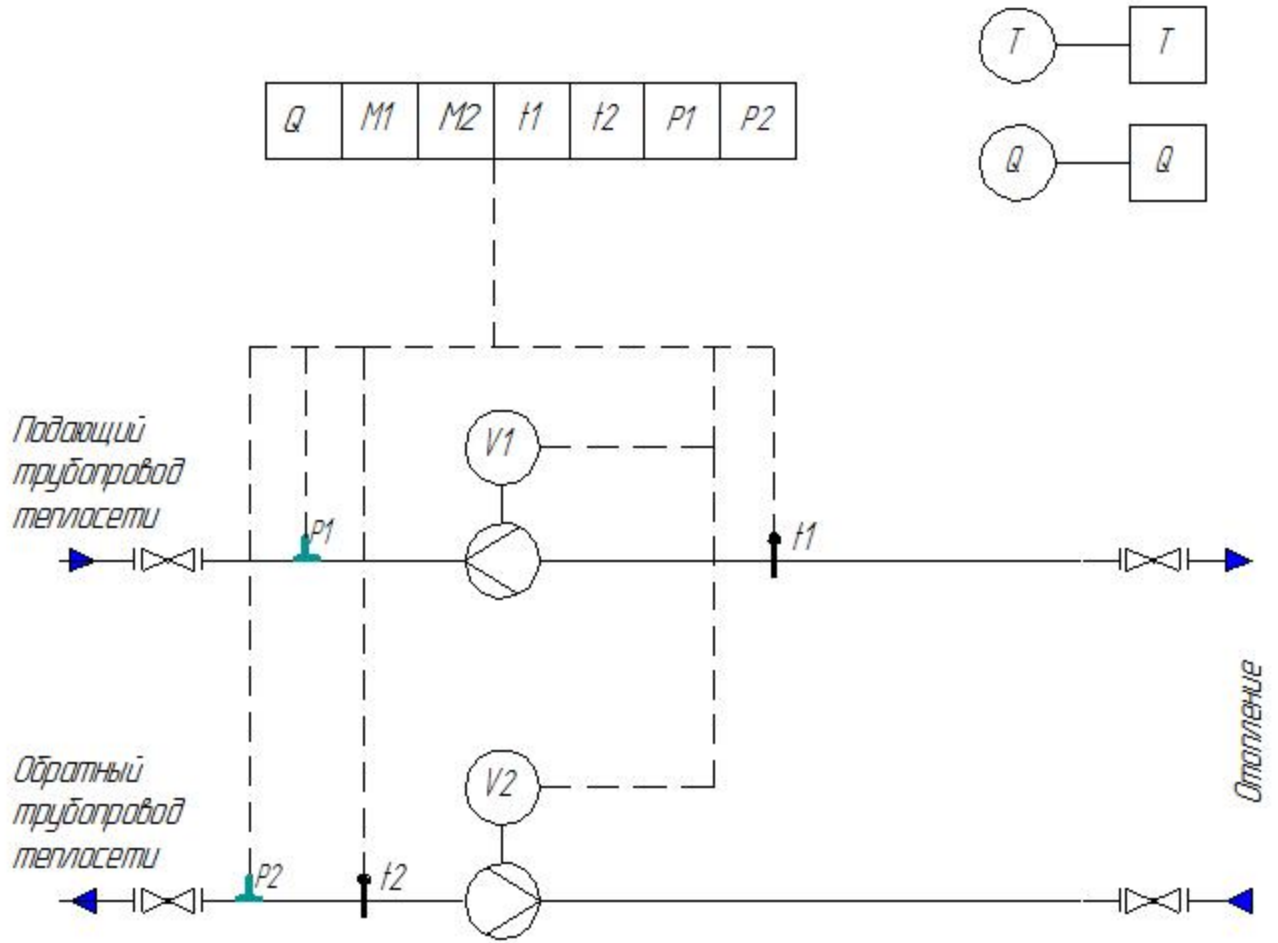 T T
Q M1 M2 t1 t2 P1 P2
Q Q
Подающий
трубопровод
теплосети
V1
P1
t1
Отопление
Обратный
трубопровод
теплосети
V2
P2
t2